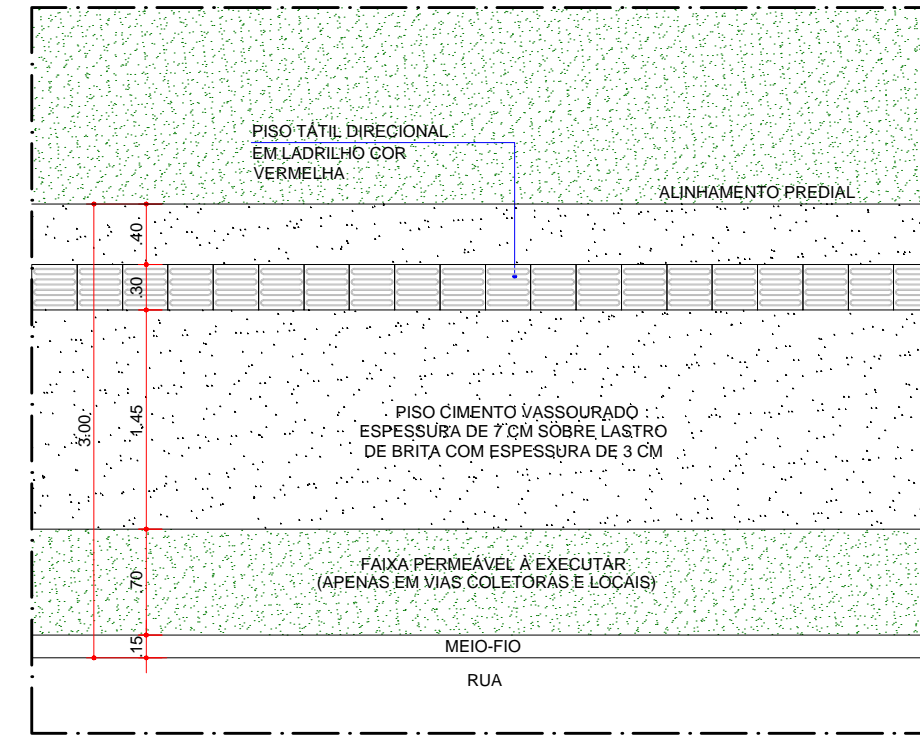 PISO TÁTIL DIRECIONAL
EM LADRILHO COR
VERMELHA
ALINHAMENTO PREDIAL
.40
.30
3.00
1.45
PISO CIMENTO VASSOURADO
ESPESSURA DE 7 CM SOBRE LASTRO
DE BRITA COM ESPESSURA DE 3 CM
FAIXA PERMEÁVEL À EXECUTAR
(APENAS EM VIAS COLETORAS E LOCAIS)
.70
.15
MEIO-FIO
RUA